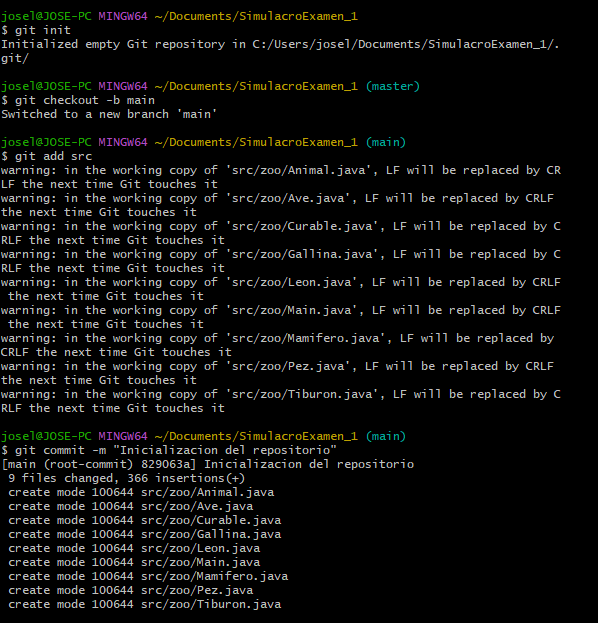 josel@JOSE-PC MINGW64 ~/Documents/SimulacroExamen_1
$ git init
Initialized empty Git repository in C:/Users/josel/Documents/SimulacroExamen_1/.
git/
josel@JOSE-PC MINGW64 ~/Documents/SimulacroExamen_1 (master)
$ git checkout -b main
Switched to a new branch 'main'
josel@JOSE-PC MINGW64 ~/Documents/SimulacroExamen_1 (main)
$ git add src
warning: in the working copy of 'src/zoo/Animal.java', LF will be replaced by CR
LF the next time Git touches it
warning: in the working copy of 'src/zoo/Ave.java', LF will be replaced by CRLF
the next time Git touches it
warning: in the working copy of 'src/zoo/Curable.java', LF will be replaced by C
RLF the next time Git touches it
warning: in the working copy of 'src/zoo/Gallina.java', LF will be replaced by C
RLF the next time Git touches it
warning: in the working copy of 'src/zoo/Leon.java', LF will be replaced by CRLF
 the next time Git touches it
warning: in the working copy of 'src/zoo/Main.java', LF will be replaced by CRLF
 the next time Git touches it
warning: in the working copy of 'src/zoo/Mamifero.java', LF will be replaced by
CRLF the next time Git touches it
warning: in the working copy of 'src/zoo/Pez.java', LF will be replaced by CRLF
the next time Git touches it
warning: in the working copy of 'src/zoo/Tiburon.java', LF will be replaced by C
RLF the next time Git touches it
josel@JOSE-PC MINGW64 ~/Documents/SimulacroExamen_1 (main)
$ git commit -m "Inicializacion del repositorio"
[main (root-commit) 829063a] Inicializacion del repositorio
 9 files changed, 366 insertions(+)
 create mode 100644 src/zoo/Animal.java
 create mode 100644 src/zoo/Ave.java
 create mode 100644 src/zoo/Curable.java
 create mode 100644 src/zoo/Gallina.java
 create mode 100644 src/zoo/Leon.java
 create mode 100644 src/zoo/Main.java
 create mode 100644 src/zoo/Mamifero.java
 create mode 100644 src/zoo/Pez.java
 create mode 100644 src/zoo/Tiburon.java